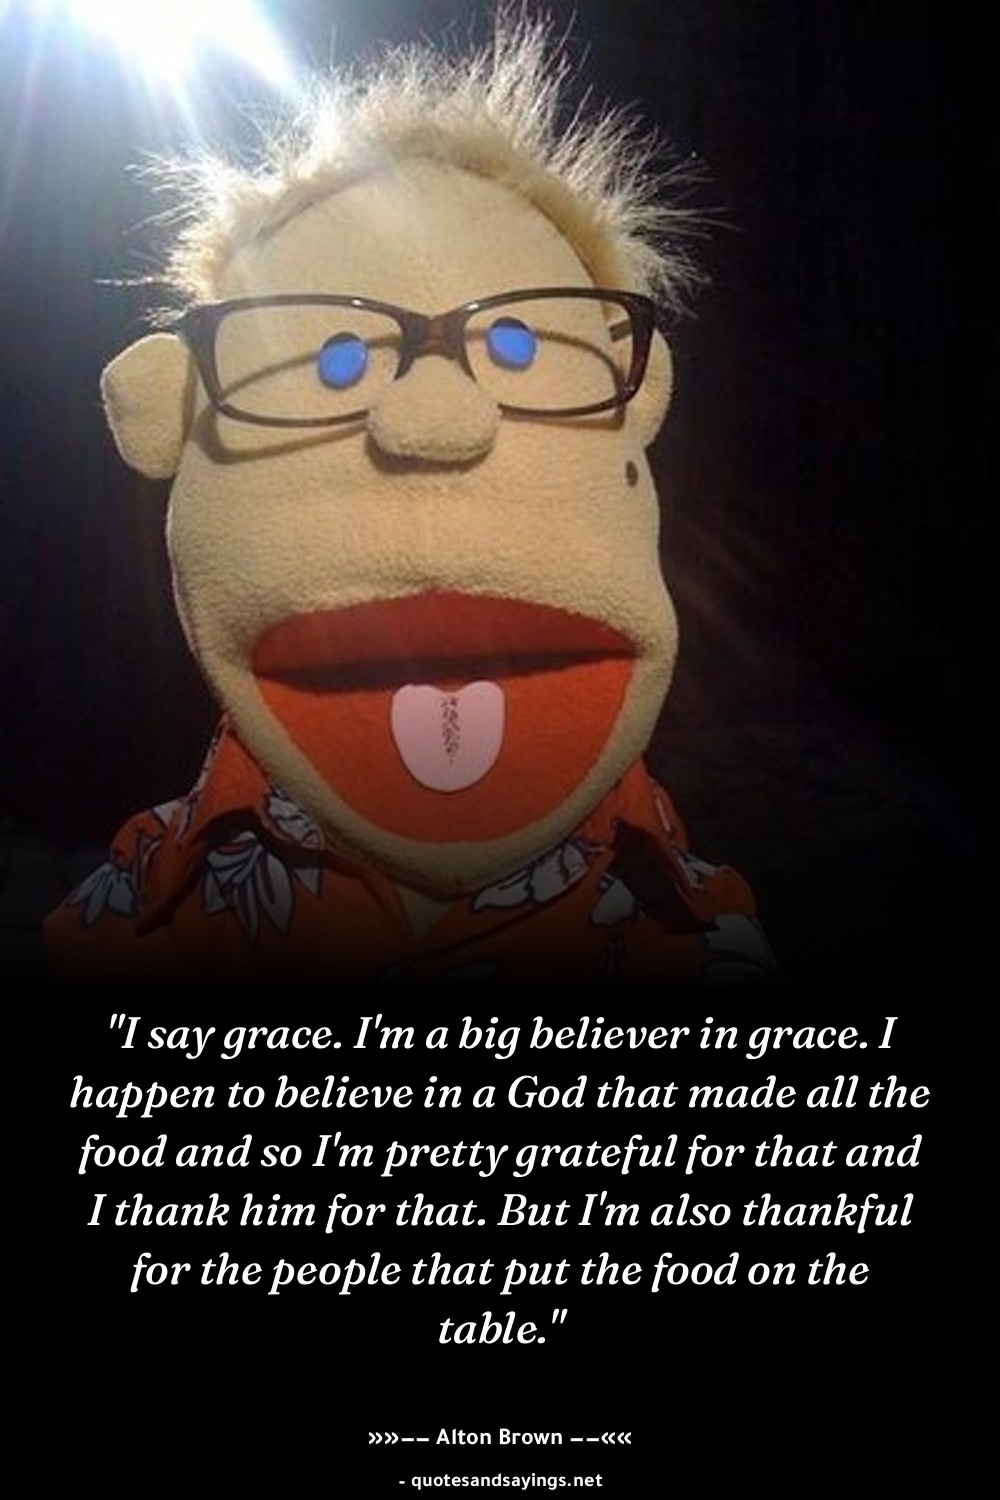 "I say grace. I'm a big believer in grace. I
happen to believe in a God that made all the
food and so I'm pretty grateful for that and
I thank him for that. But I'm also thankful
for the people that put the food on the
table."
»»–– Alton Brown ––««
- quotesandsayings.net